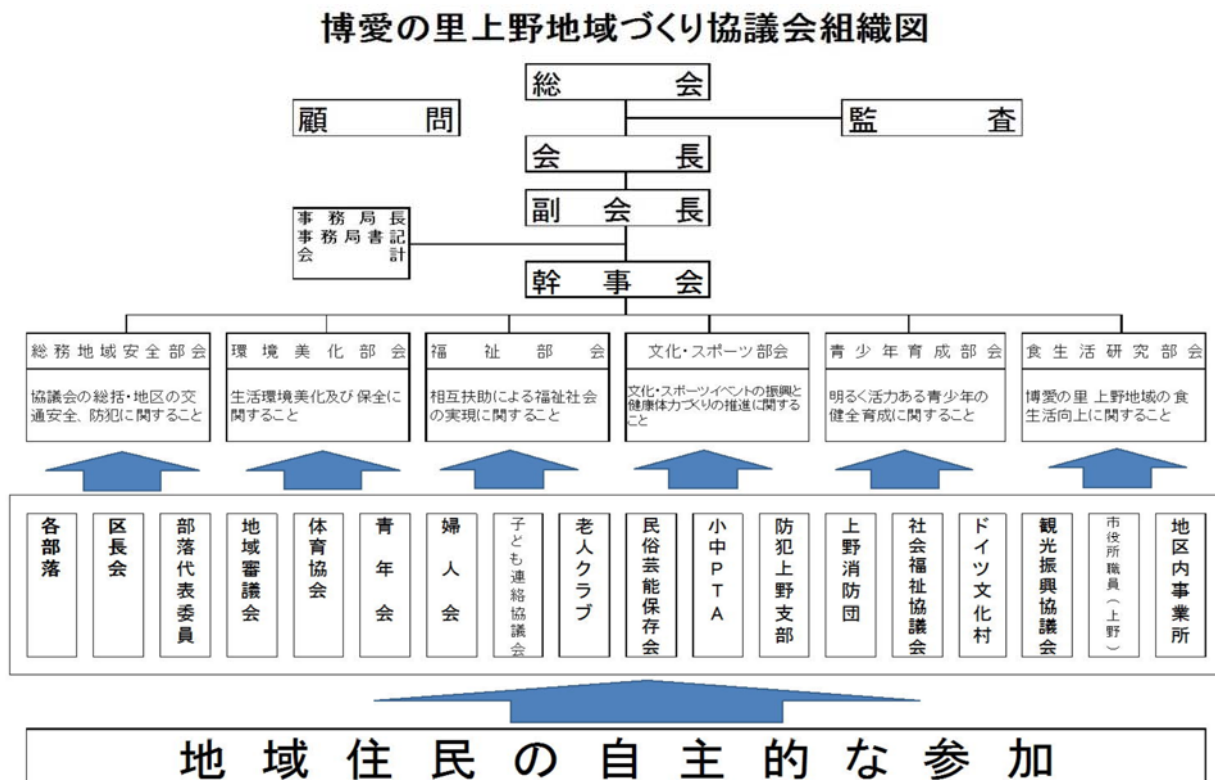 博愛の里上野地域づくり協議会組織図
総会
顧問
監査
会長
副会長
事務局長
事務局書記
会計
幹事会
総務地域安全部会
協議会の総括・地区の交
通安全、防犯に関すること
環境美化部会
生活環境美化及び保全に
関すること
福祉部会
相互扶助による福祉社会
の実現に関すること
文化・スポーツ部会
文化・スポーツイベントの振興と
健康体力づくりの推進に関する
こと
青少年育成部会
明るく活力ある青少年の
健全育成に関すること
食生活研究部会
博愛の里 上野地域の食
生活向上に関すること
各部落
区長会
部落代表委員
地域審議会
体育協会
青年会
婦人会
子ども連絡協議会
老人クラブ
民俗芸能保存会
小中PTA
防犯上野支部
上野消防団
社会福祉協議会
ドイツ文化村
観光振興協議会
市役所職員(上野)
地区内事業所
地域住民の自主的な参加